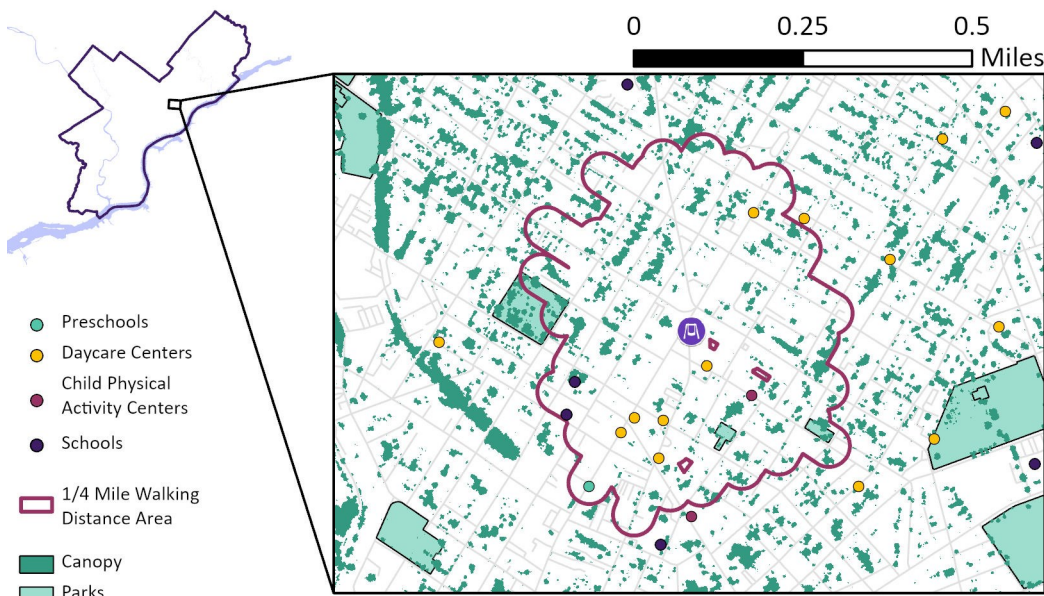 0 0.25 0.5
Miles
Preschools
Daycare Centers
Child Physical
Activity Centers
Schools
1/4 Mile Walking
Distance Area
Canopy
Parks